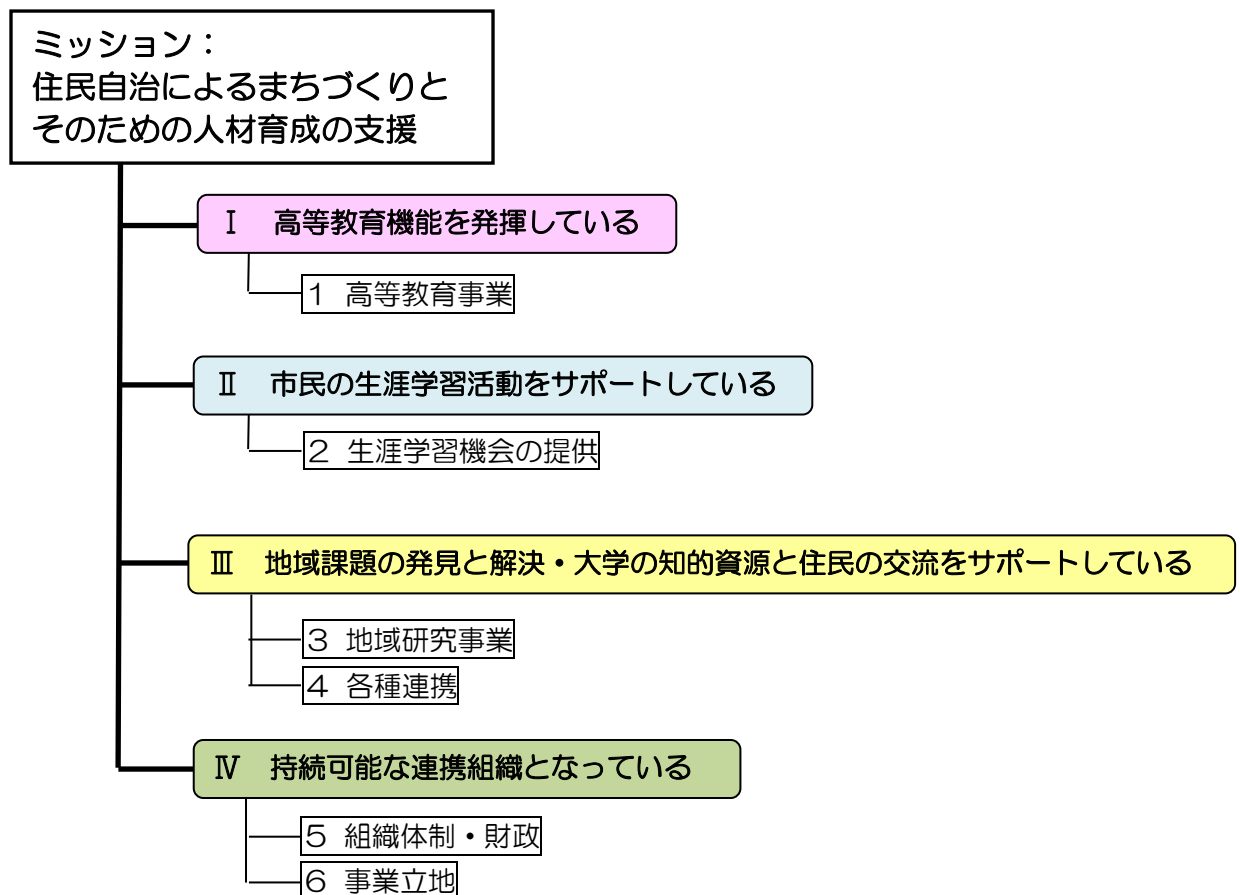 ミッション：
住民自治によるまちづくりと
そのための人材育成の支援
Ⅰ　高等教育機能を発揮している
１ 高等教育事業
Ⅱ　市民の生涯学習活動をサポートしている
２ 生涯学習機会の提供
Ⅲ　地域課題の発見と解決・大学の知的資源と住民の交流をサポートしている
３ 地域研究事業
４ 各種連携
Ⅳ　持続可能な連携組織となっている
５ 組織体制・財政
６ 事業立地